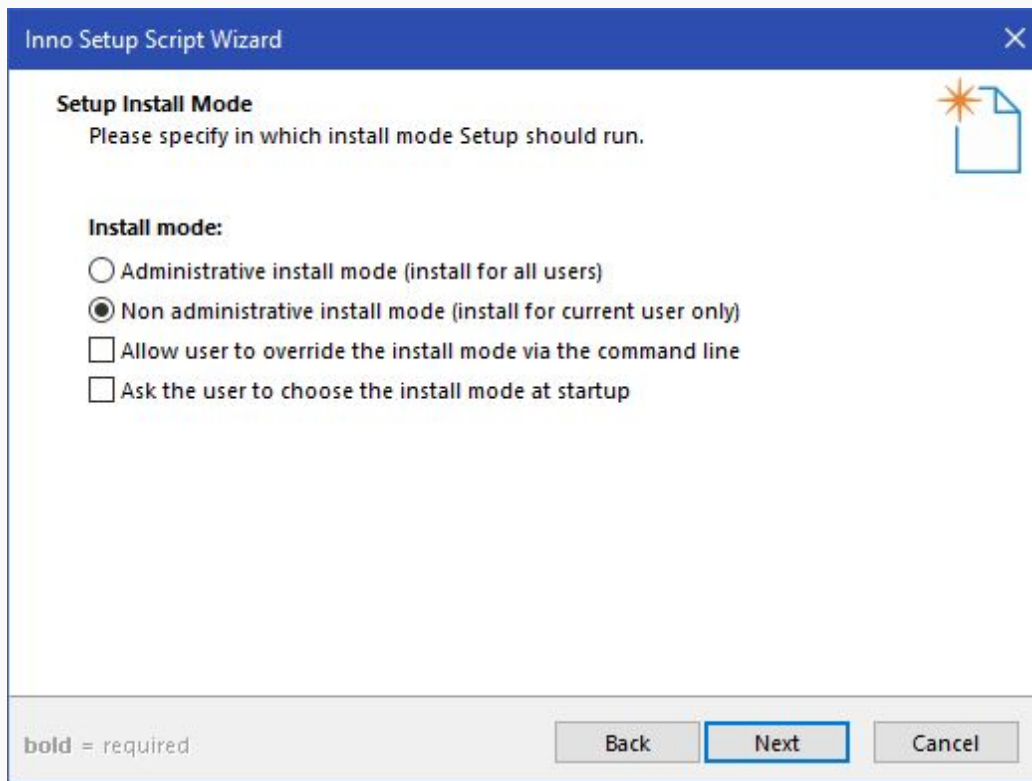 Inno Setup Script Wizard
Setup Install Mode
Please specify in which install mode Setup should run.
Install mode:
Administrative install mode (install for all users)
Non administrative install mode (install for current user only)
Allow user to override the install mode via the command line
Ask the user to choose the install mode at startup
bold = required
Back Next Cancel